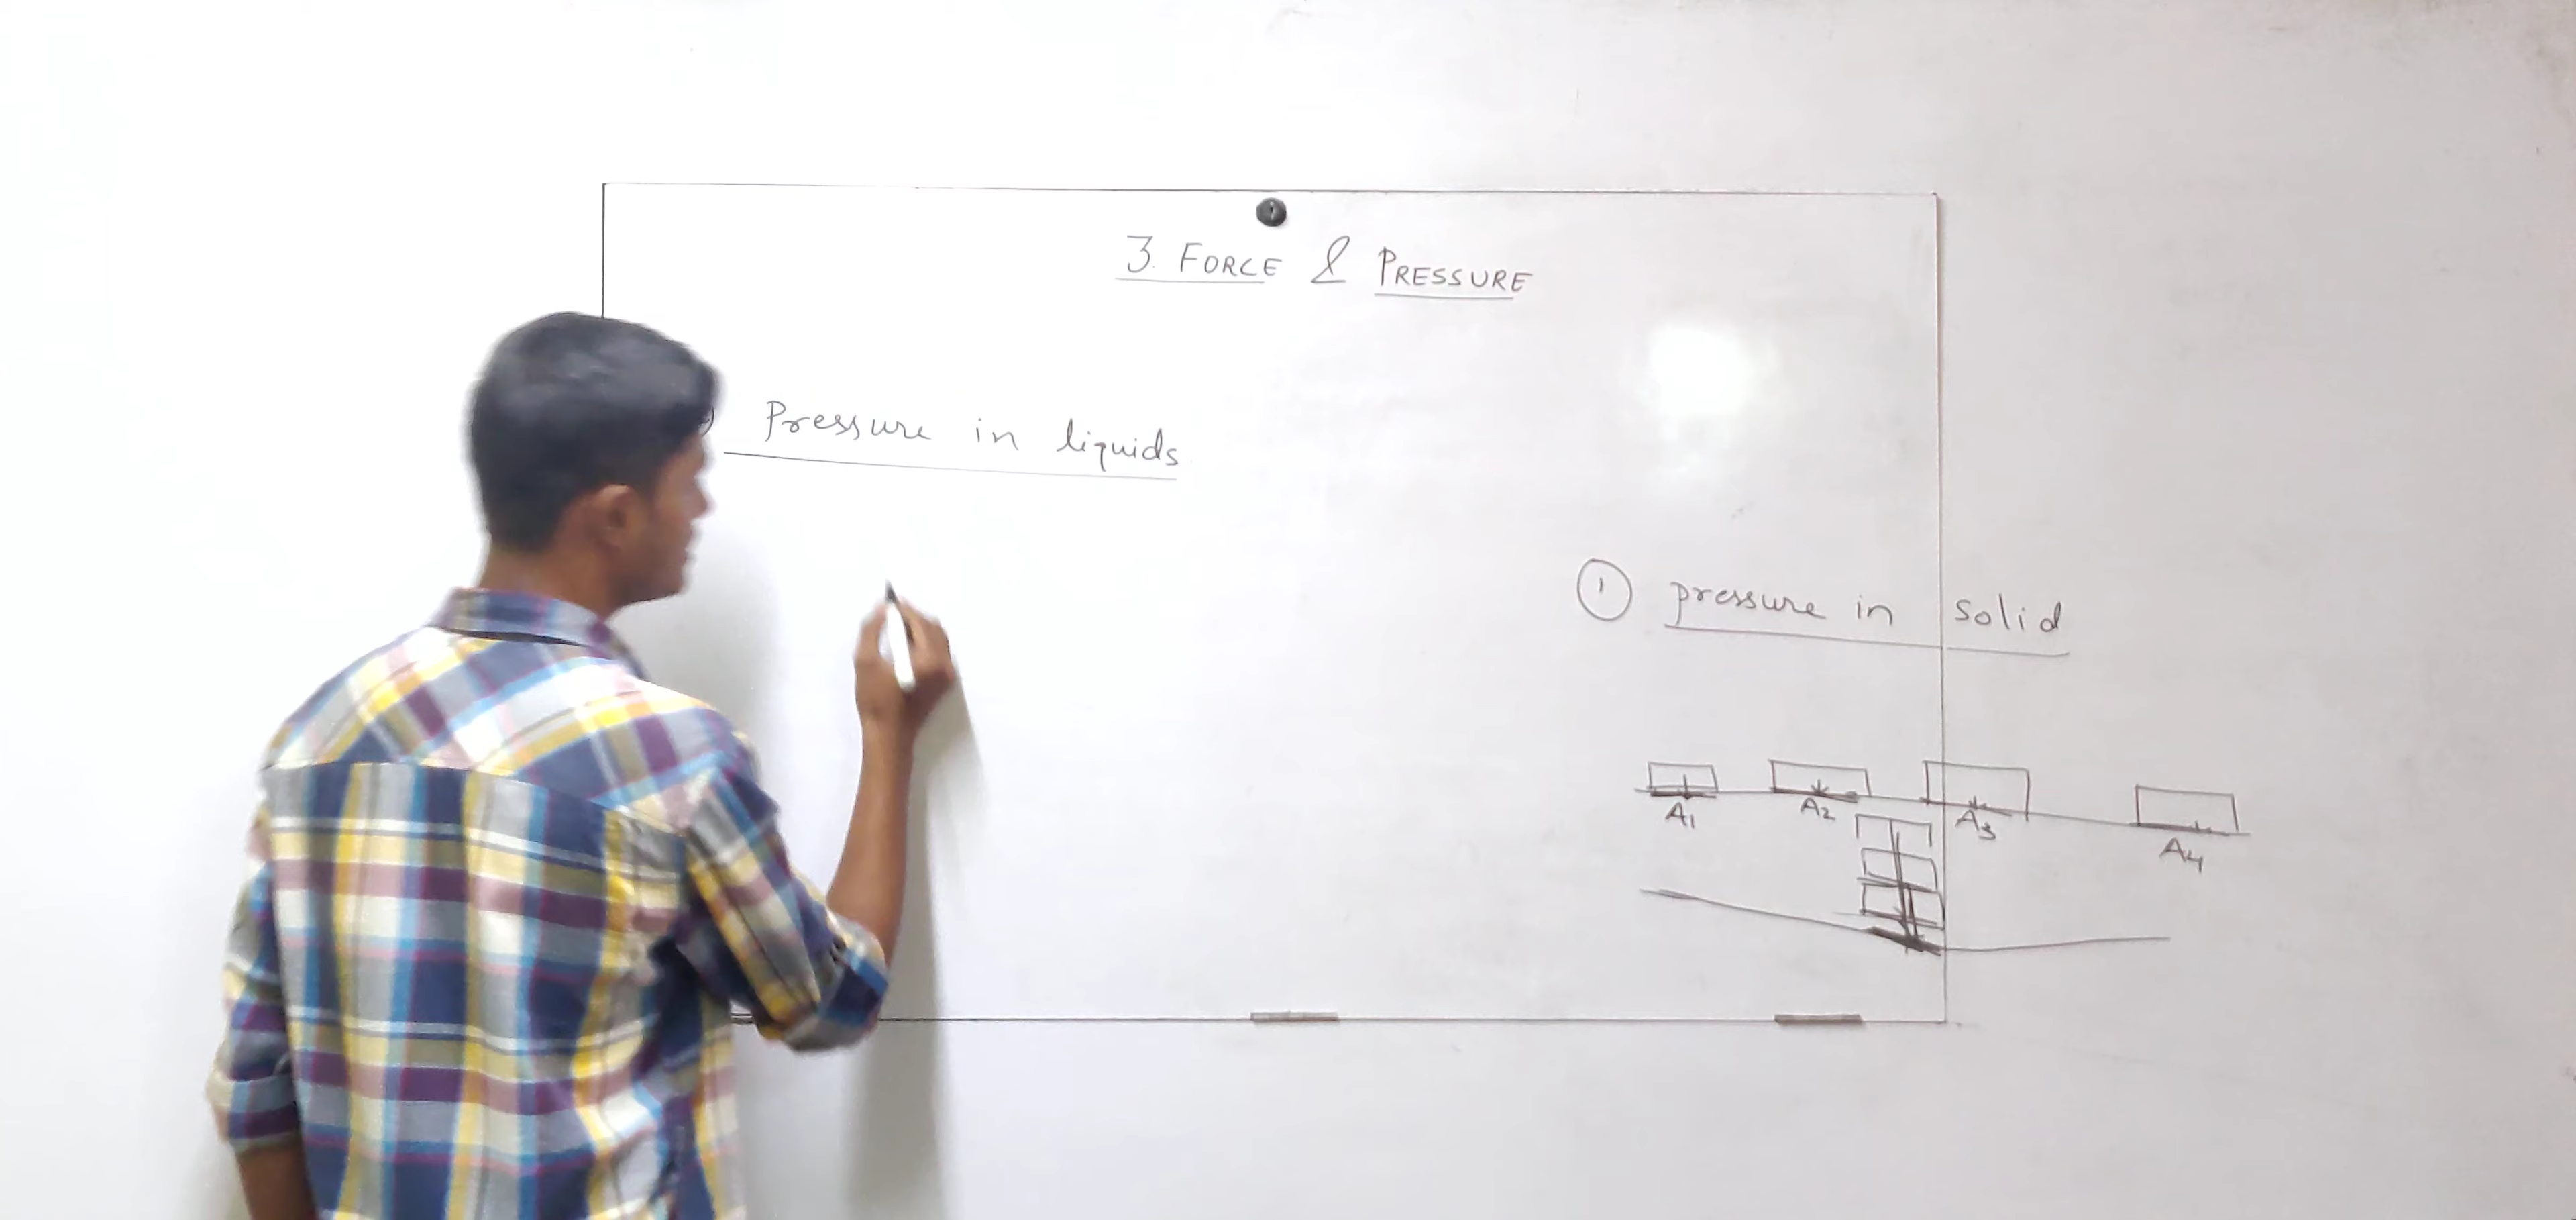 3. FORCE & PRESSURE
) Pressure in liquids
1 pressure in solid
A1 A2 A3 A4